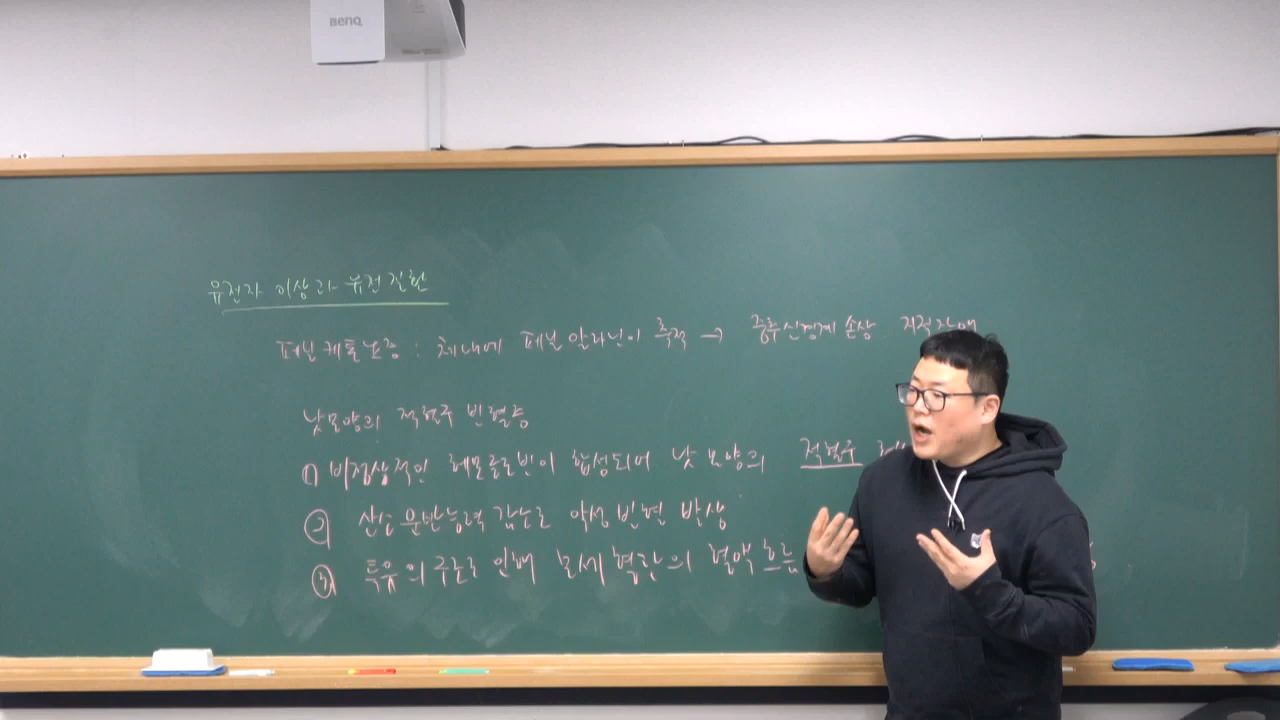 BenQ
유전자 이상과 유전질환
페닐케톤뇨증 : 체내에 페닐알라닌이 축적 → 중추신경계 손상 지적장애
낫모양의 적혈구 빈혈증
① 비정상적인 헤모글로빈이 합성되어 낫 모양의 적혈구
② 산소 운반능력 감소로 악성빈혈 발생
③ 특유의 구조로 인해 모세혈관의 혈액 흐름